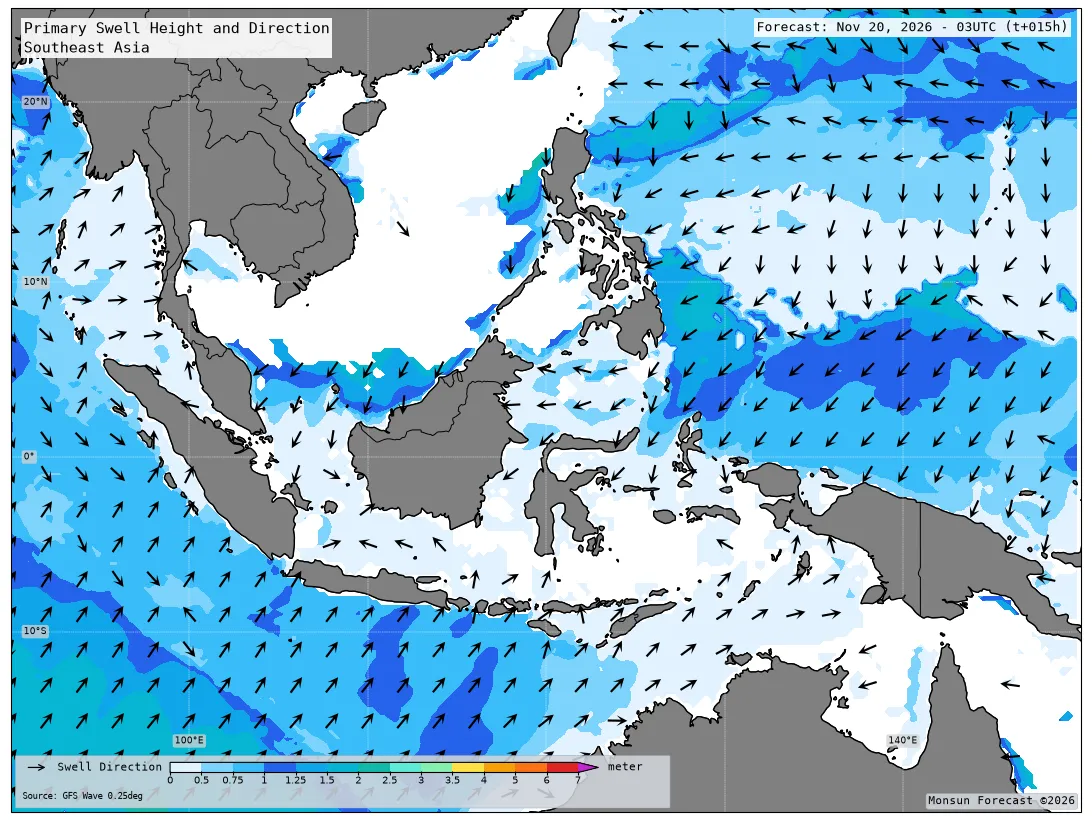 Primary Swell Height and Direction
Southeast Asia
Forecast: Nov 20, 2026 - 03UTC (t+015h)
20°N
10°N
0°
10°S
100°E
140°E
Swell Direction
0 0.5 0.75 1 1.25 1.5 2 2.5 3 3.5 4 5 6 7
meter
Source: GFS Wave 0.25deg
Monsun Forecast ©2026